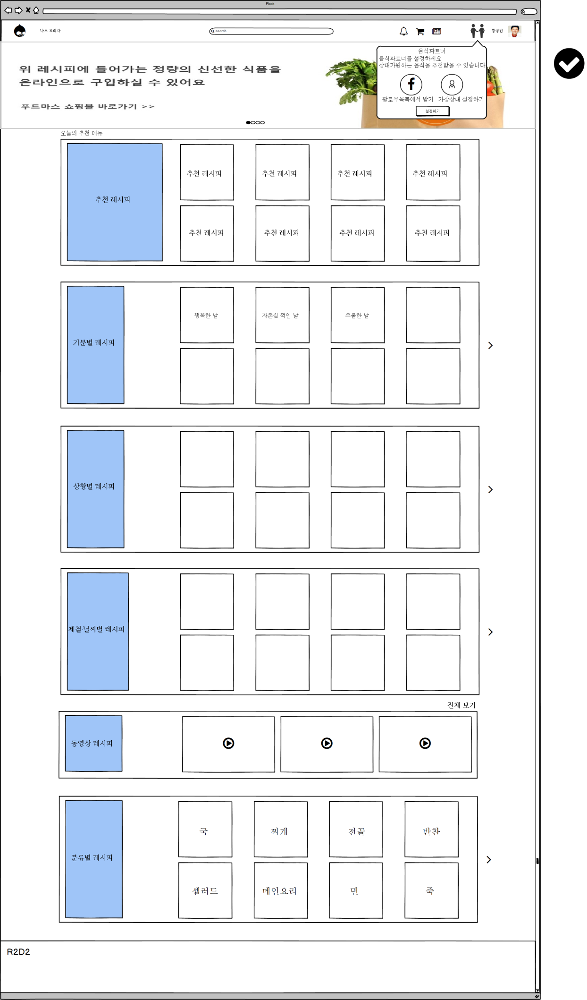 Flook
나도 요리사
search
황경민
음식파트너
음식파트너를 설정하세요
상대가원하는 음식을 추천받을 수 있습니다
팔로우목록에서 받기 가상상대 설정하기
설정하기
위 레시피에 들어가는 정량의 신선한 식품을
온라인으로 구입하실 수 있어요
푸드마스 쇼핑몰 바로가기 >>
오늘의 추천 메뉴
추천 레시피
추천 레시피 추천 레시피 추천 레시피 추천 레시피
추천 레시피 추천 레시피 추천 레시피 추천 레시피
기분별 레시피
행복한 날 자존심 꺽인 날 우울한 날
상황별 레시피
제철·날씨별 레시피
전체 보기
동영상 레시피
분류별 레시피
국 찌개 전골 반찬
셀러드 메인요리 면 죽
R2D2